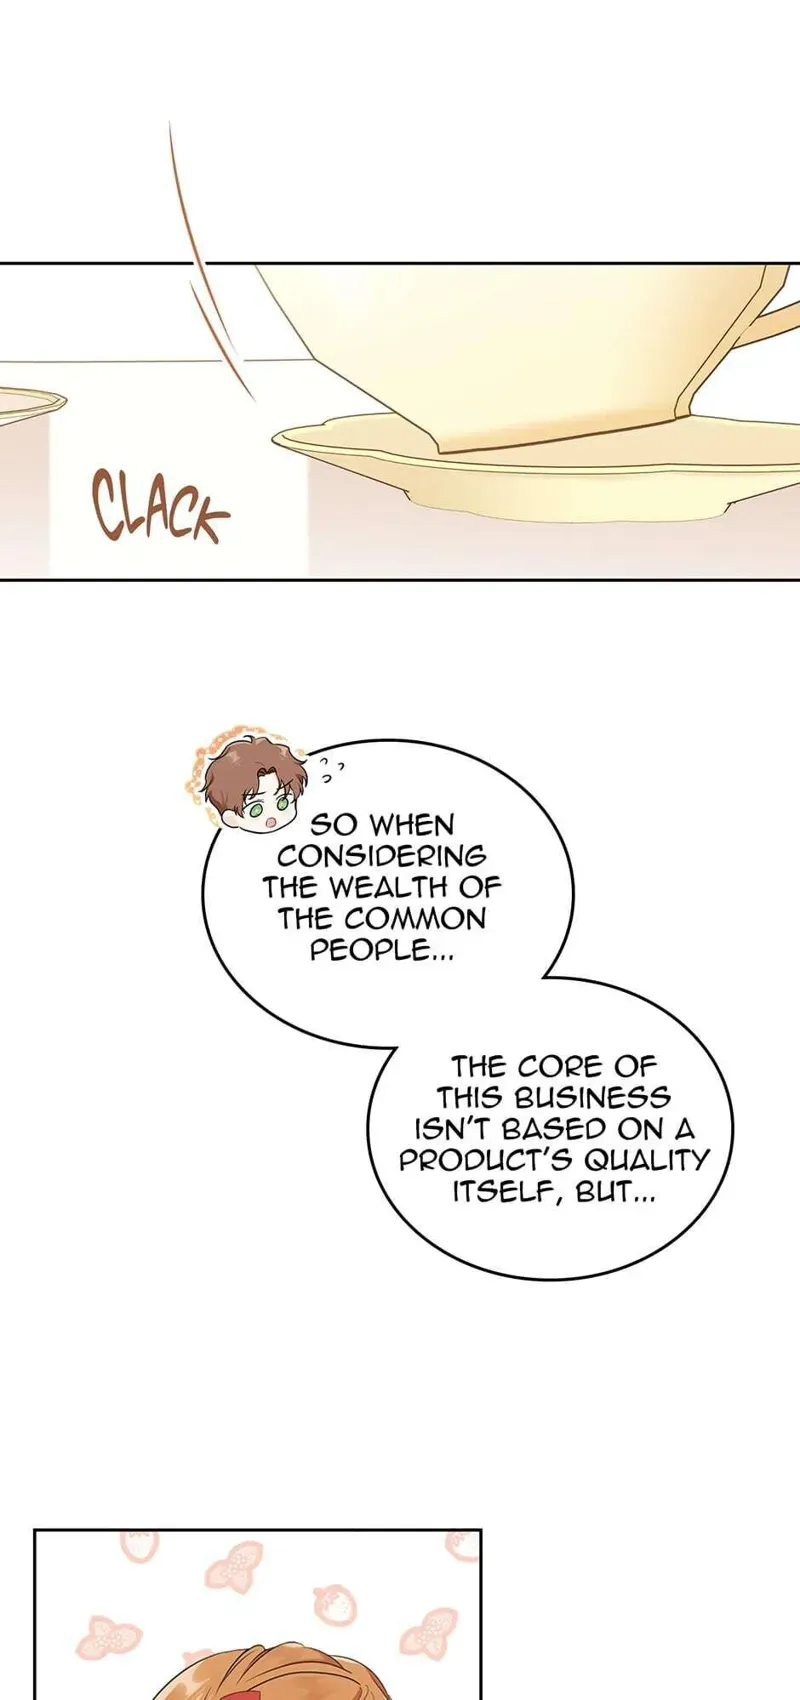 CLACK
SO WHEN
CONSIDERING
THE WEALTH OF
THE COMMON
PEOPLE...
THE CORE OF
THIS BUSINESS
ISN'T BASED ON A
PRODUCT'S QUALITY
ITSELF, BUT...